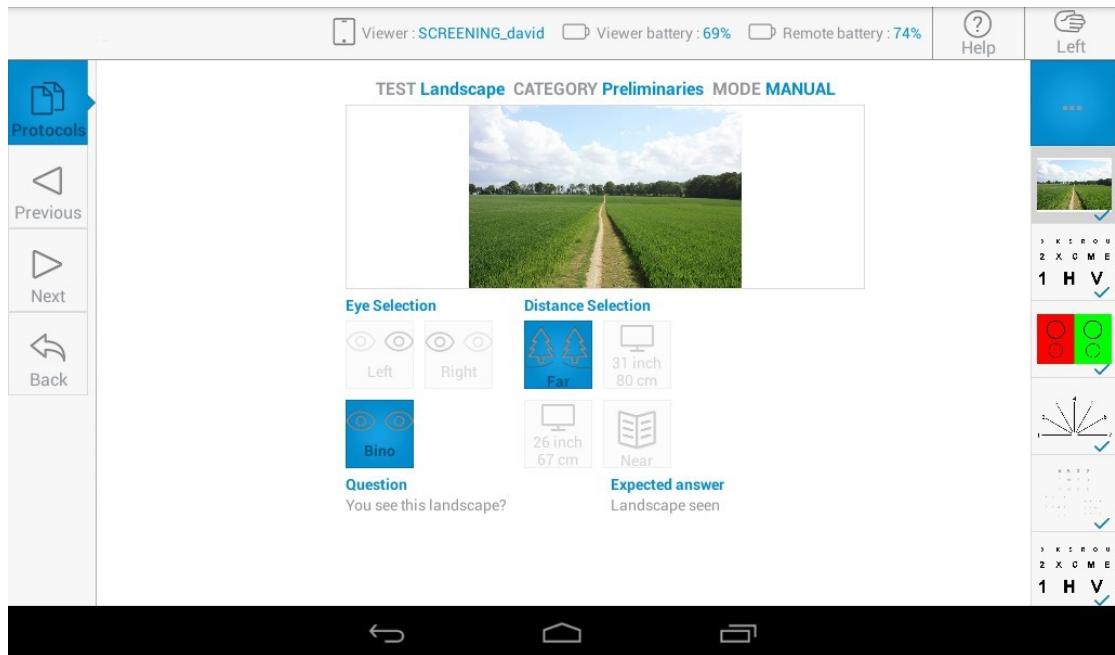 Viewer : SCREENING_david Viewer battery : 69% Remote battery : 74%
Help
Left
Protocols
Previous
Next
Back
TEST Landscape CATEGORY Preliminaries MODE MANUAL
Eye Selection
Distance Selection
Left
Right
Far
31 inch
80 cm
Bino
26 inch
67 cm
Near
Question
You see this landscape?
Expected answer
Landscape seen
2 X C M E
1 H V
2 X C M E
1 H V